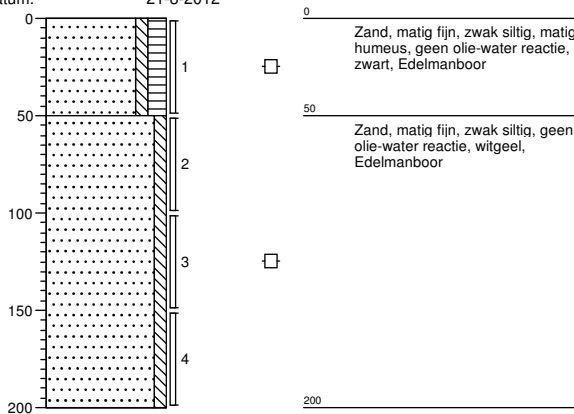 21-8-2012
0
50
100
150
200
1
2
3
4
0
Zand, matig fijn, zwak siltig, matig
humeus, geen olie-water reactie,
zwart, Edelmanboor
50
Zand, matig fijn, zwak siltig, geen
olie-water reactie, witgeel,
Edelmanboor
200